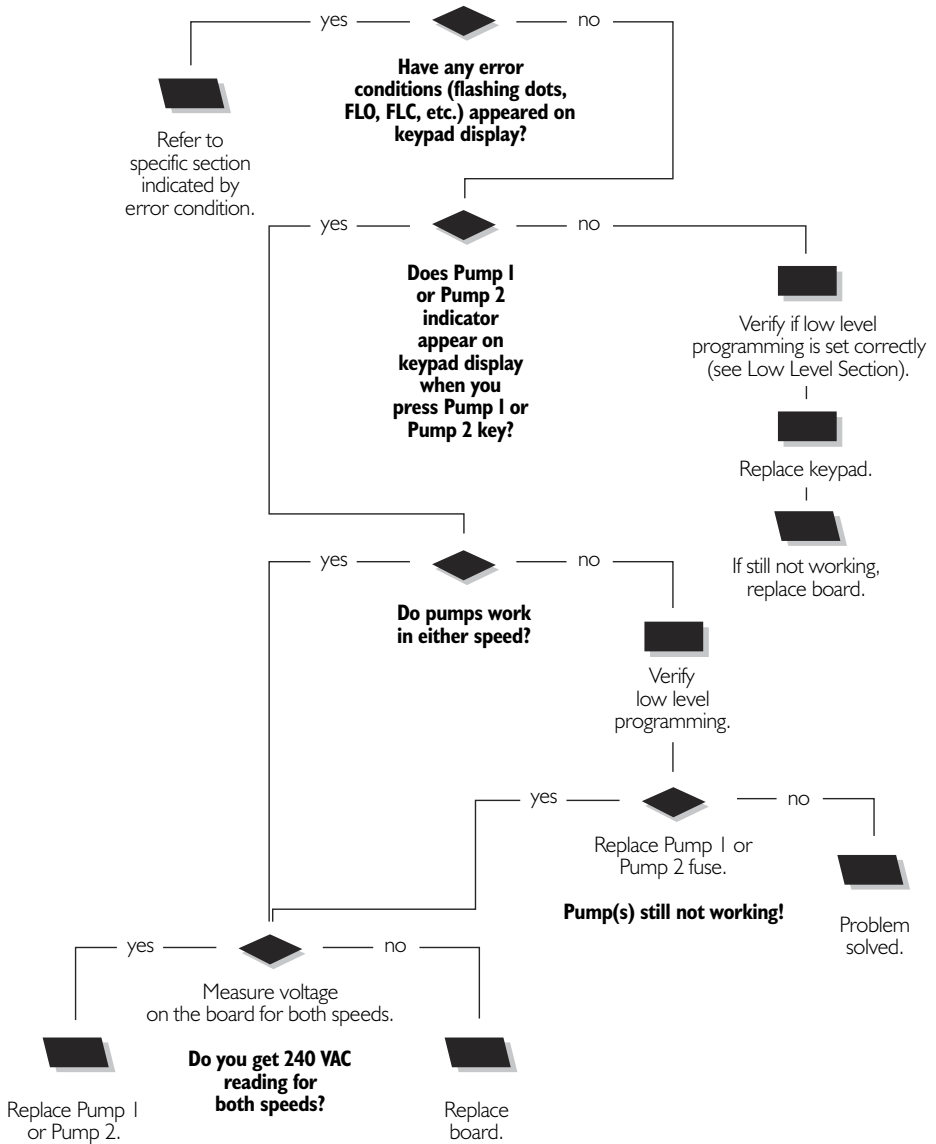 yes
no
Have any error
conditions (flashing dots,
FLO, FLC, etc.) appeared on
keypad display?
Refer to
specific section
indicated by
error condition.
yes
no
Does Pump 1
or Pump 2
indicator
appear on
keypad display
when you
press Pump 1 or
Pump 2 key?
Verify if low level
programming is set correctly
(see Low Level Section).
Replace keypad.
If still not working,
replace board.
yes
no
Do pumps work
in either speed?
Verify
low level
programming.
yes
no
Replace Pump 1 or
Pump 2 fuse.
Pump(s) still not working!
Problem
solved.
yes
no
Measure voltage
on the board for both speeds.
Do you get 240 VAC
reading for
both speeds?
Replace Pump 1
or Pump 2.
Replace
board.